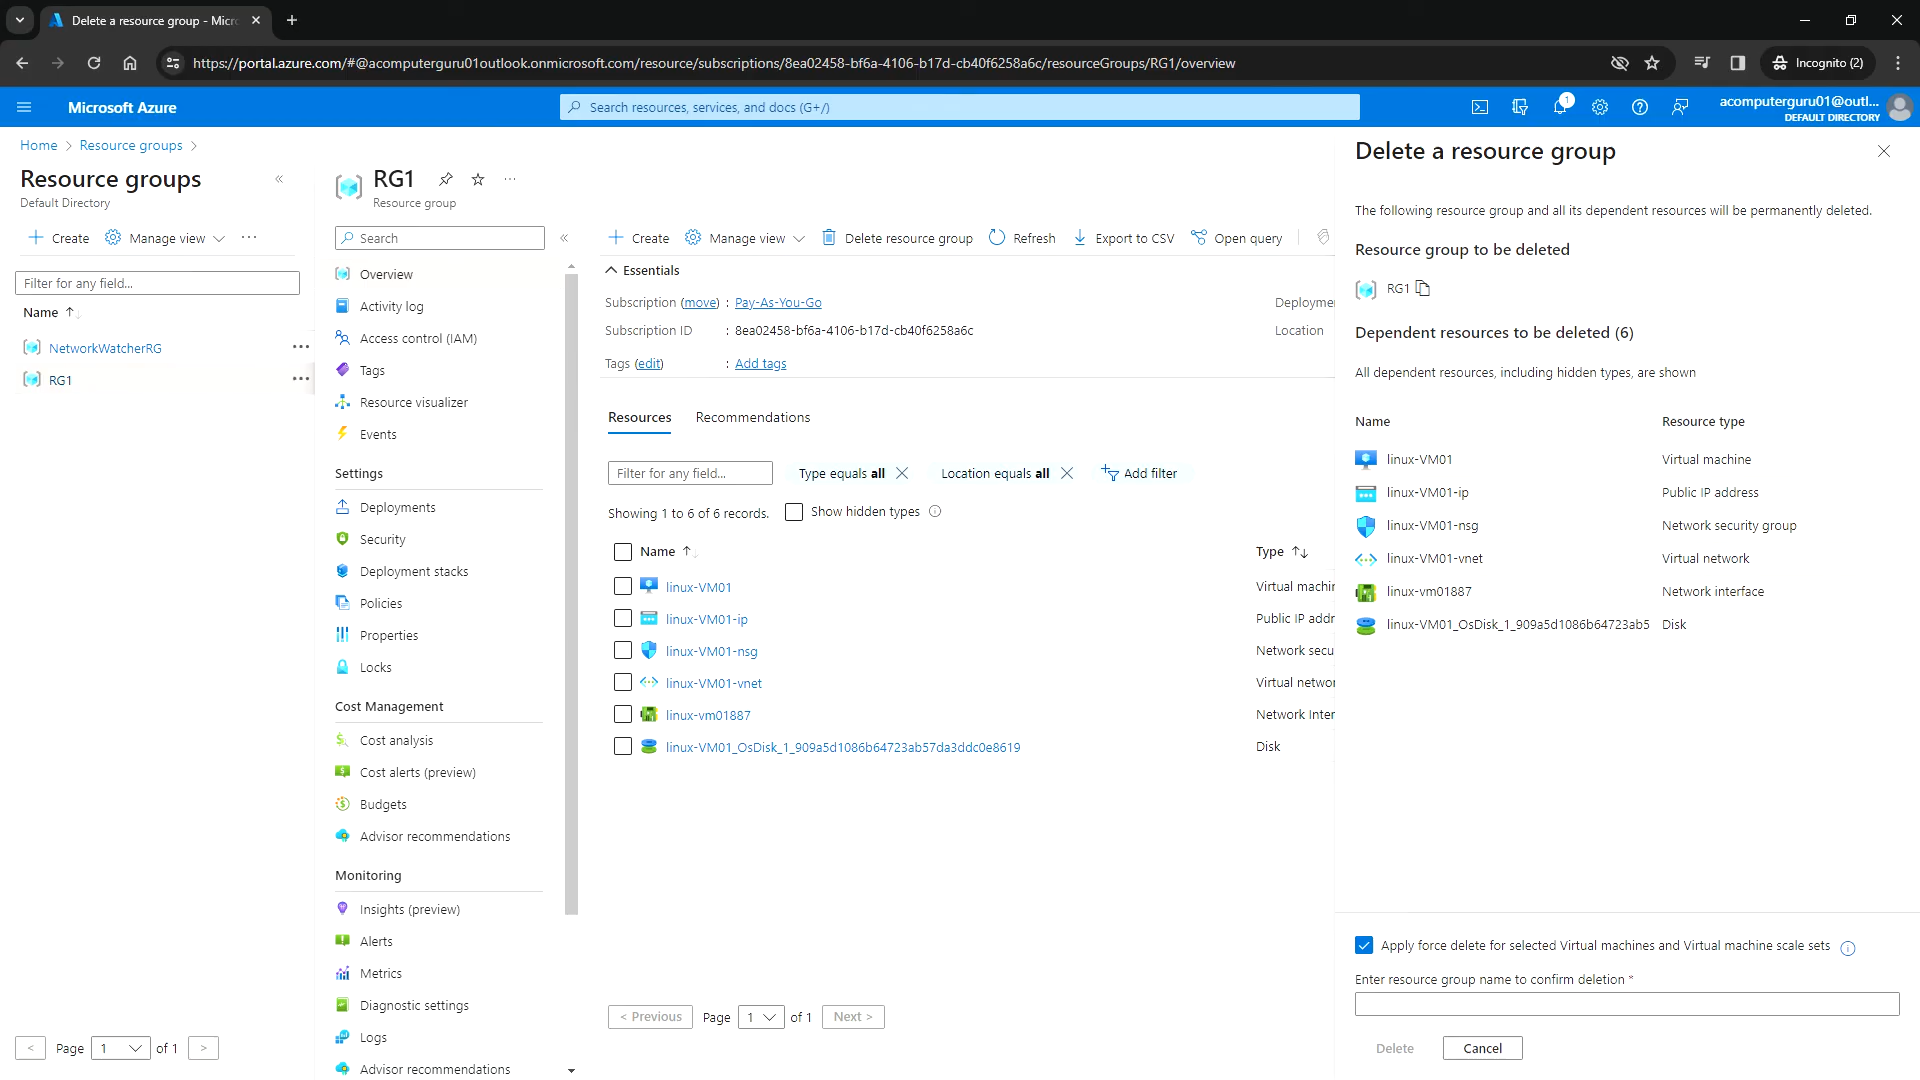 Delete a resource group - Micr
https://portal.azure.com/#@acomputerguru01outlook.onmicrosoft.com/resource/subscriptions/8ea02458-bf6a-4106-b17d-cb40f6258a6c/resourceGroups/RG1/overview
Incognito (2)
Microsoft Azure
Search resources, services, and docs (G+/)
1
acomputerguru01@outl...
DEFAULT DIRECTORY
Home > Resource groups >
Resource groups
Default Directory
Create
Manage view
Filter for any field...
Name
NetworkWatcherRG
RG1
< Page 1 of 1 >
RG1
Resource group
Search
Overview
Activity log
Access control (IAM)
Tags
Resource visualizer
Events
Settings
Deployments
Security
Deployment stacks
Policies
Properties
Locks
Cost Management
Cost analysis
Cost alerts (preview)
Budgets
Advisor recommendations
Monitoring
Insights (preview)
Alerts
Metrics
Diagnostic settings
Logs
Advisor recommendations
Create Manage view Delete resource group Refresh Export to CSV Open query
Essentials
Subscription (move) : Pay-As-You-Go
Deployme
Subscription ID : 8ea02458-bf6a-4106-b17d-cb40f6258a6c
Location
Tags (edit) : Add tags
Resources Recommendations
Filter for any field... Type equals all Location equals all Add filter
Showing 1 to 6 of 6 records. Show hidden types
Name Type
linux-VM01 Virtual machin
linux-VM01-ip Public IP addr
linux-VM01-nsg Network secu
linux-VM01-vnet Virtual networ
linux-vm01887 Network Inter
linux-VM01_OsDisk_1_909a5d1086b64723ab57da3ddc0e8619 Disk
< Previous Page 1 of 1 Next >
Delete a resource group
The following resource group and all its dependent resources will be permanently deleted.
Resource group to be deleted
RG1
Dependent resources to be deleted (6)
All dependent resources, including hidden types, are shown
Name Resource type
linux-VM01 Virtual machine
linux-VM01-ip Public IP address
linux-VM01-nsg Network security group
linux-VM01-vnet Virtual network
linux-vm01887 Network interface
linux-VM01_OsDisk_1_909a5d1086b64723ab5 Disk
Apply force delete for selected Virtual machines and Virtual machine scale sets
Enter resource group name to confirm deletion *
Delete Cancel